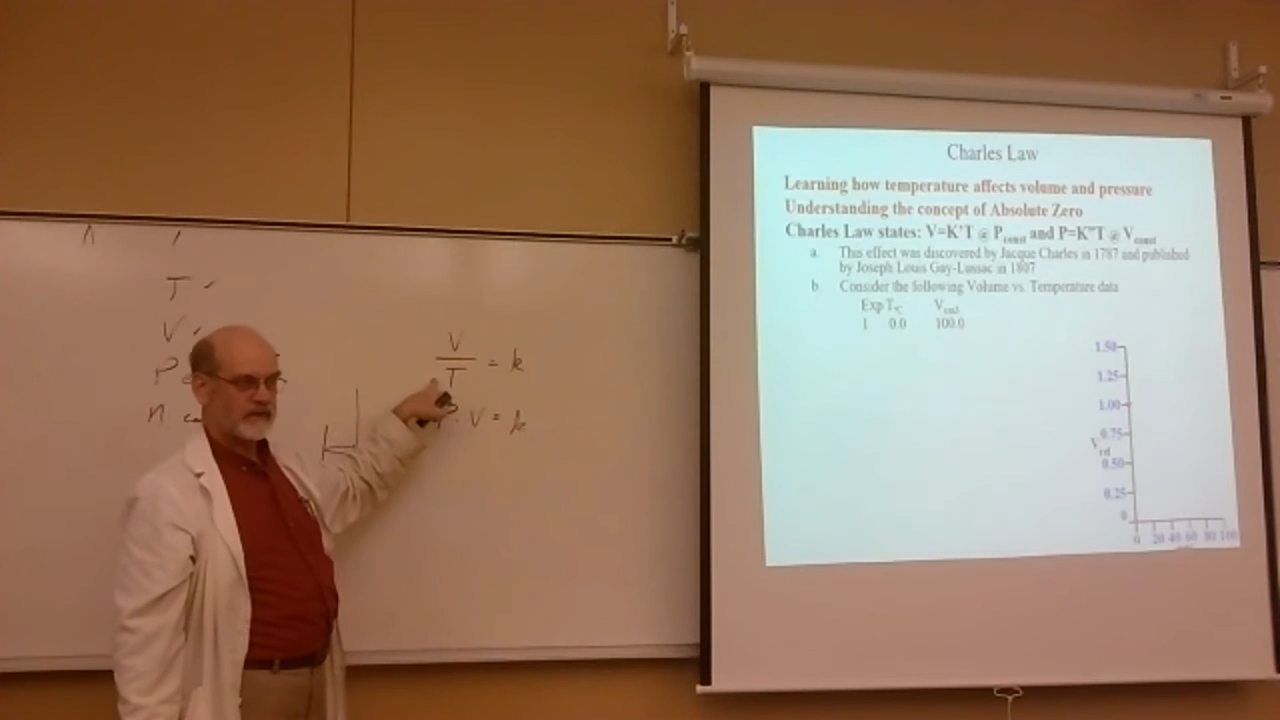 T
V
P
n
V
T = k
V = k
Charles Law
Learning how temperature affects volume and pressure
Understanding the concept of Absolute Zero
Charles Law states: V=K'T @ Pconst and P=K"T @ Vconst
a. This effect was discovered by Jacque Charles in 1787 and published
by Joseph Louis Gay-Lussac in 1807
b. Consider the following Volume vs. Temperature data
Exp T°C
1 0.0 100.0
1.50
1.25
1.00
0.75
0.50
0.25
0
0 20 40 60 80 100